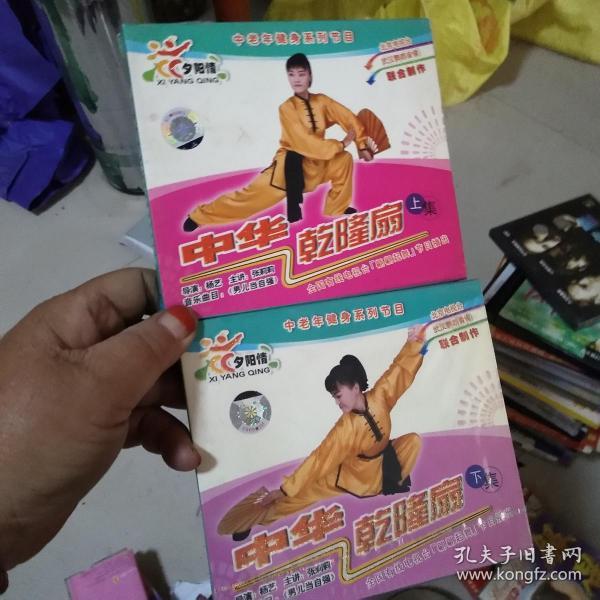 中老年健身系列节目
夕阳情
XI YANG QING
联合制作
中华
乾隆扇
上集
导演：杨艺 主讲：张莉莉
音乐曲目：《男儿当自强》
中老年健身系列节目
夕阳情
XI YANG QING
联合制作
中华
乾隆扇
下集
导演：杨艺 主讲：张莉莉
《男儿当自强》
孔夫子旧书网
www.kongfz.com